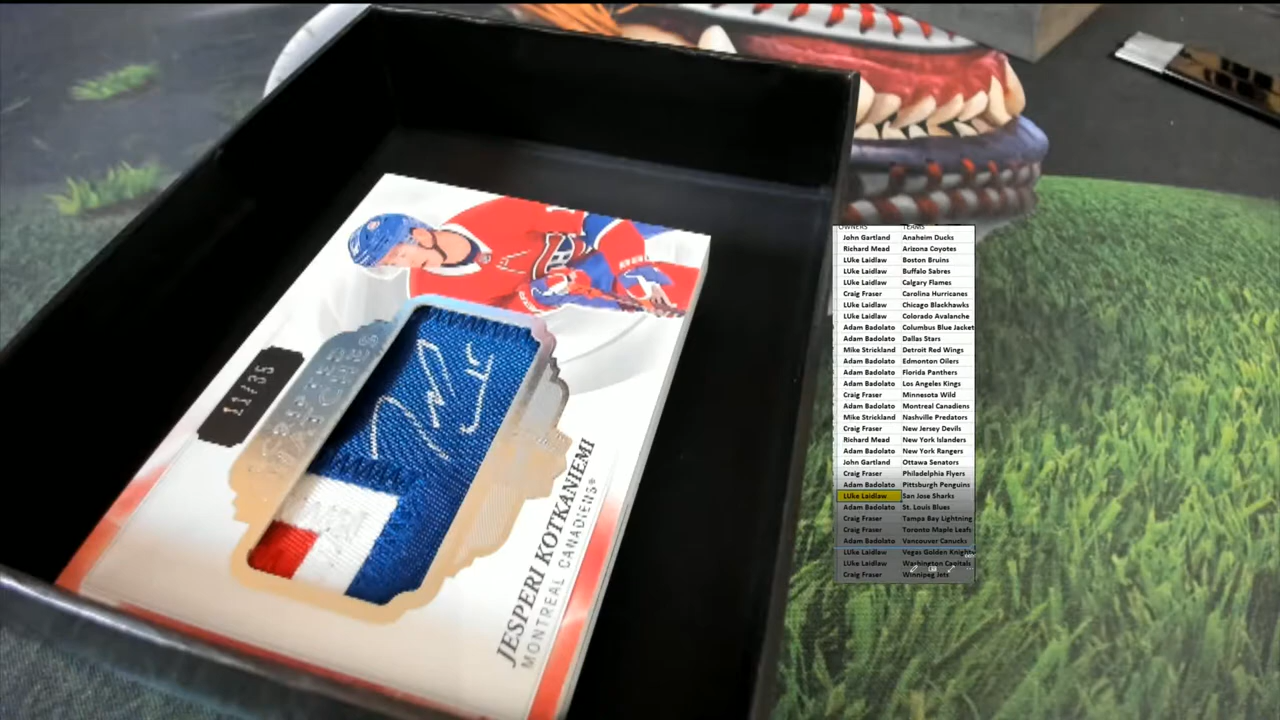 11/35
JESPERI KOTKANIEMI
MONTREAL CANADIENS®
OWNERS TEAMS
John Gartland Anaheim Ducks
Richard Mead Arizona Coyotes
LUke Laidlaw Boston Bruins
LUke Laidlaw Buffalo Sabres
LUke Laidlaw Calgary Flames
Craig Fraser Carolina Hurricanes
LUke Laidlaw Chicago Blackhawks
LUke Laidlaw Colorado Avalanche
Adam Badolato Columbus Blue Jacket
Adam Badolato Dallas Stars
Mike Strickland Detroit Red Wings
Adam Badolato Edmonton Oilers
Adam Badolato Florida Panthers
Adam Badolato Los Angeles Kings
Craig Fraser Minnesota Wild
Adam Badolato Montreal Canadiens
Mike Strickland Nashville Predators
Craig Fraser New Jersey Devils
Richard Mead New York Islanders
Adam Badolato New York Rangers
John Gartland Ottawa Senators
Craig Fraser Philadelphia Flyers
Adam Badolato Pittsburgh Penguins
LUke Laidlaw San Jose Sharks
Adam Badolato St. Louis Blues
Craig Fraser Tampa Bay Lightning
Craig Fraser Toronto Maple Leafs
Adam Badolato Vancouver Canucks
LUke Laidlaw Vegas Golden Knights
LUke Laidlaw Washington Capitals
Craig Fraser Winnipeg Jets